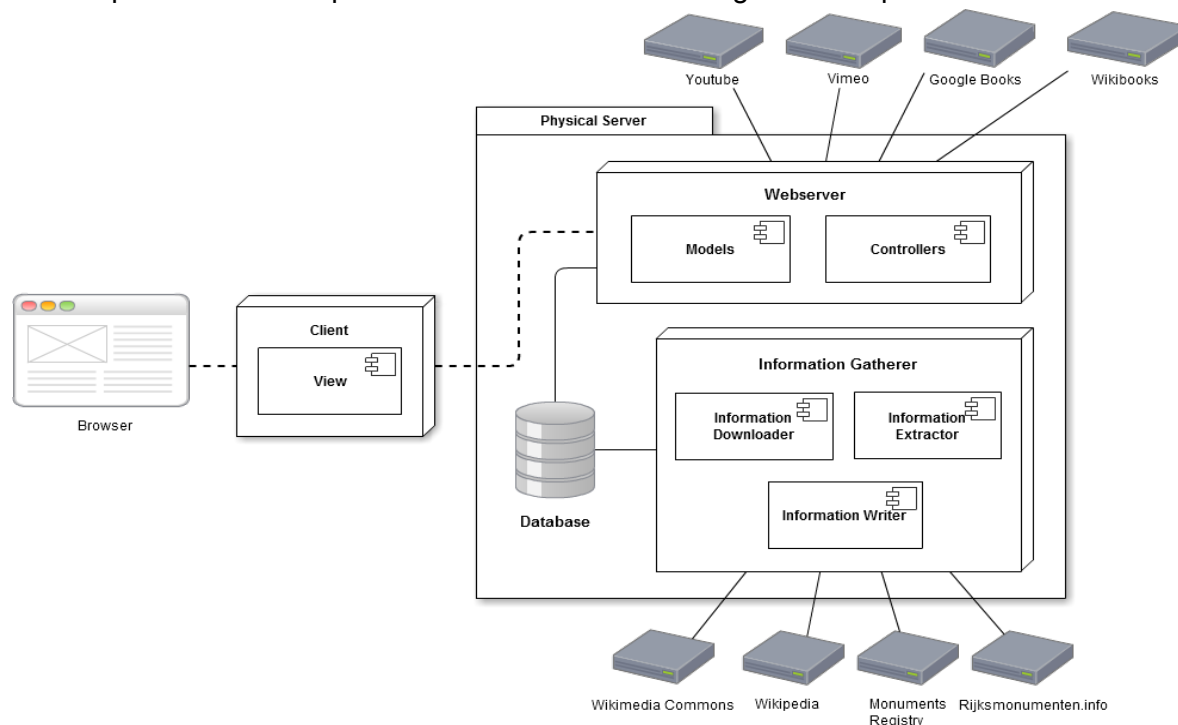 Youtube
Vimeo
Google Books
Wikibooks
Physical Server
Webserver
Models
Controllers
Client
View
Browser
Information Gatherer
Information
Downloader
Information
Extractor
Information Writer
Database
Wikimedia Commons
Wikipedia
Monuments
Registry
Rijksmonumenten.info